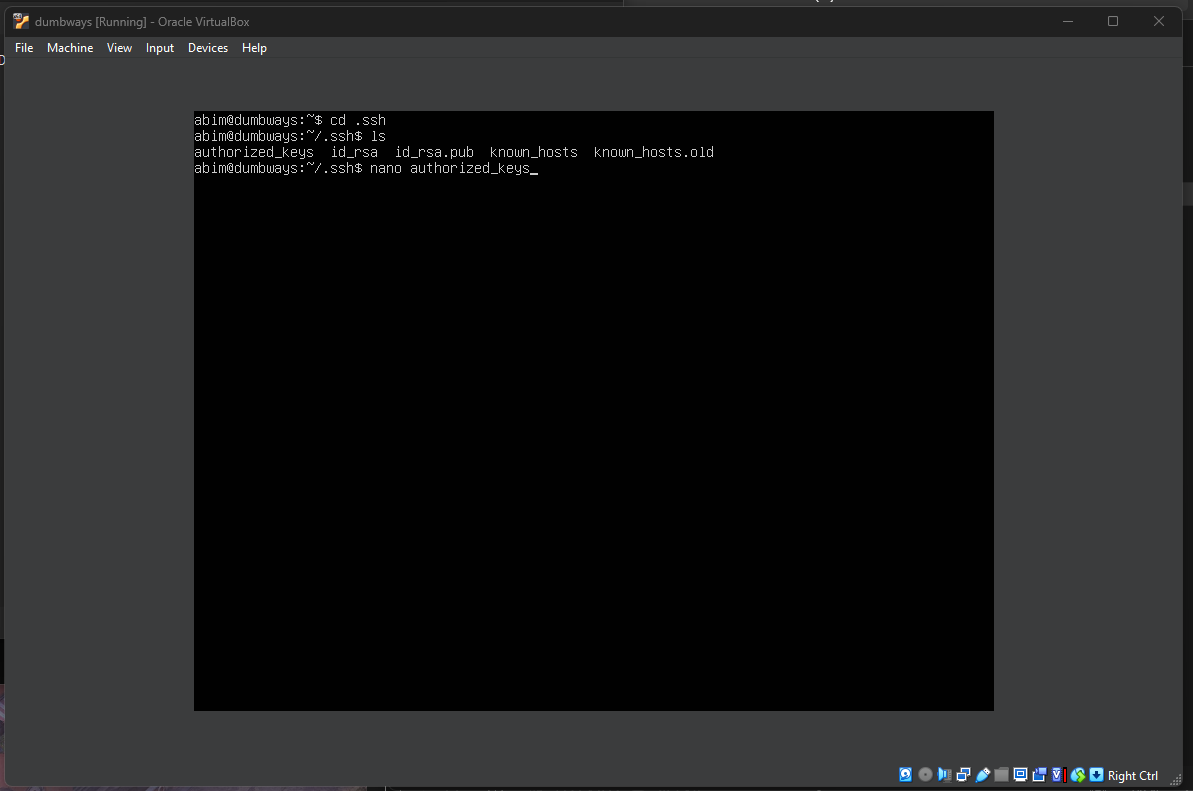 dumbways [Running] - Oracle VirtualBox
File Machine View Input Devices Help
abim@dumbways:~$ cd .ssh
abim@dumbways:~/.ssh$ ls
authorized_keys  id_rsa  id_rsa.pub  known_hosts  known_hosts.old
abim@dumbways:~/.ssh$ nano authorized_keys_
Right Ctrl